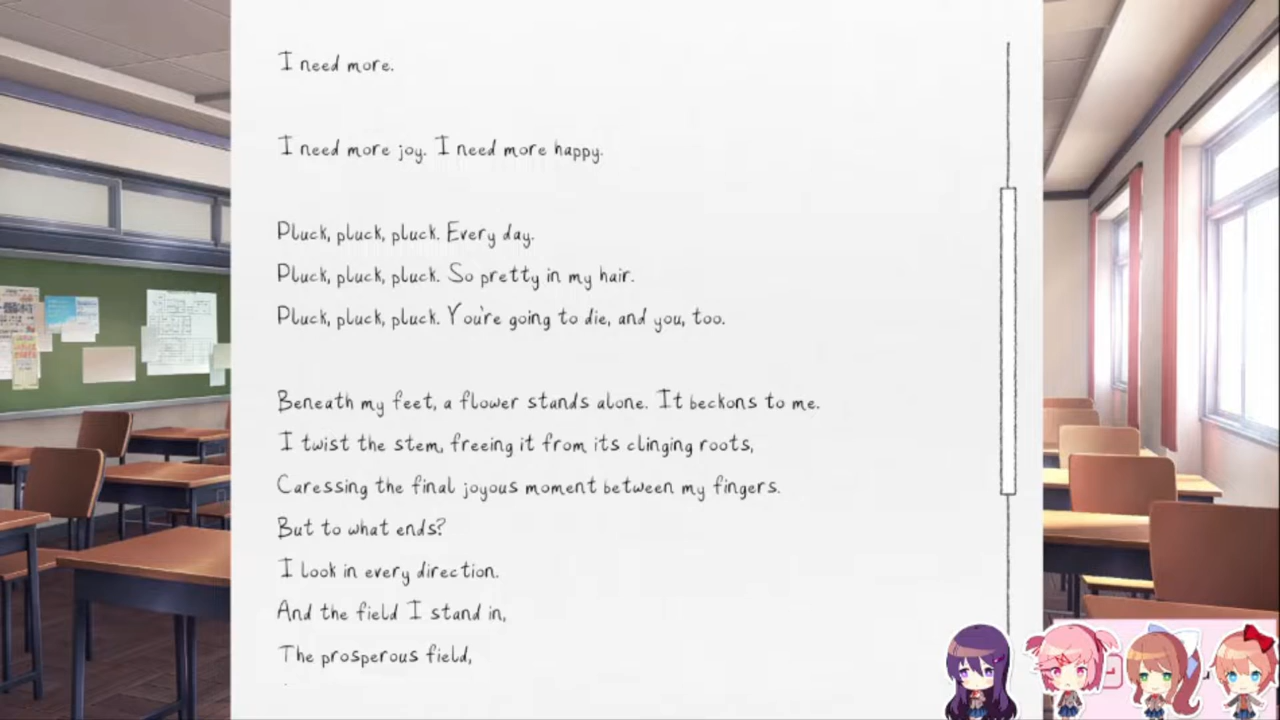 I need more.
I need more joy. I need more happy.
Pluck, pluck, pluck. Every day.
Pluck, pluck, pluck. So pretty in my hair.
Pluck, pluck, pluck. You're going to die, and you, too.
Beneath my feet, a flower stands alone. It beckons to me.
I twist the stem, freeing it from its clinging roots,
Caressing the final joyous moment between my fingers.
But to what ends?
I look in every direction.
And the field I stand in,
The prosperous field,